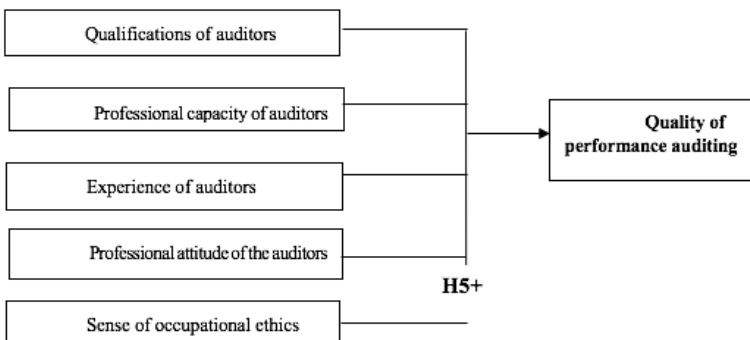 Qualifications of auditors
Professional capacity of auditors
Experience of auditors
Professional attitude of the auditors
Sense of occupational ethics
H5+
Quality of
performance auditing